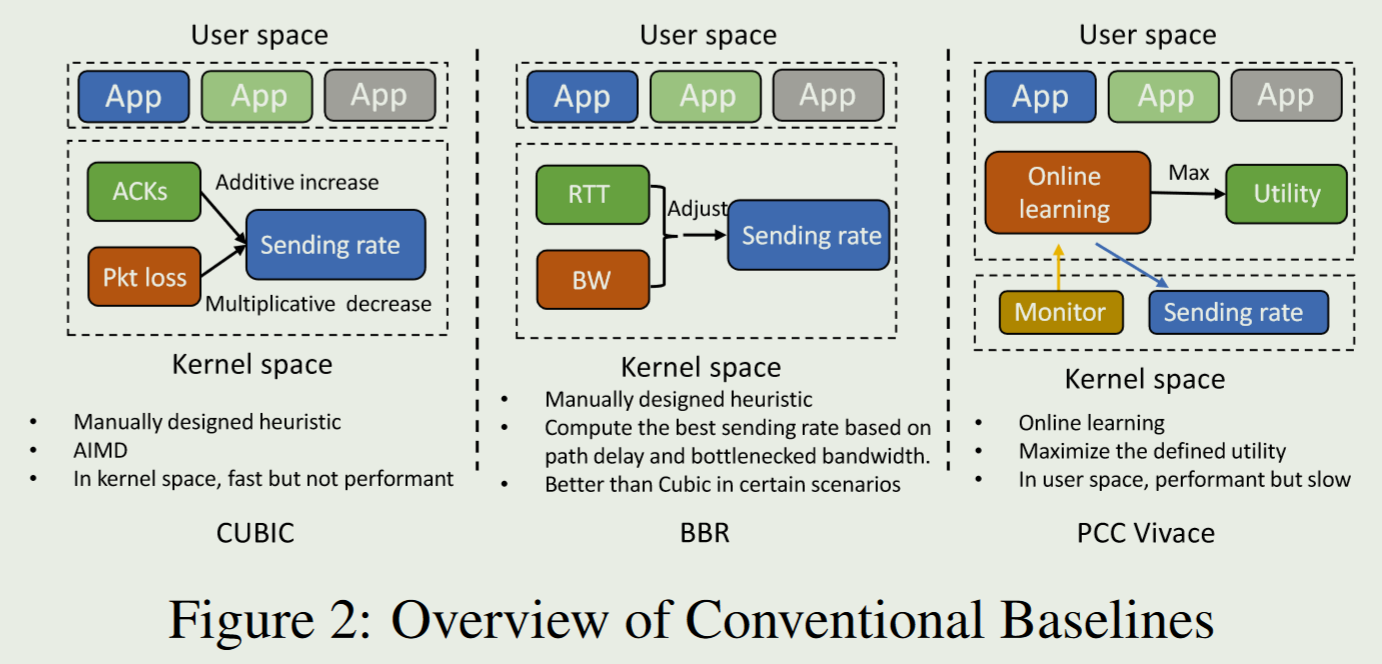 User space
App App App
ACKs
Additive increase
Sending rate
Pkt loss
Multiplicative decrease
Kernel space
• Manually designed heuristic
• AIMD
• In kernel space, fast but not performant
CUBIC
User space
App App App
RTT
Adjust
Sending rate
BW
Kernel space
• Manually designed heuristic
• Compute the best sending rate based on
path delay and bottlenecked bandwidth.
• Better than Cubic in certain scenarios
BBR
User space
App App App
Online
learning
Max
Utility
Monitor
Sending rate
Kernel space
• Online learning
• Maximize the defined utility
• In user space, performant but slow
PCC Vivace
Figure 2: Overview of Conventional Baselines